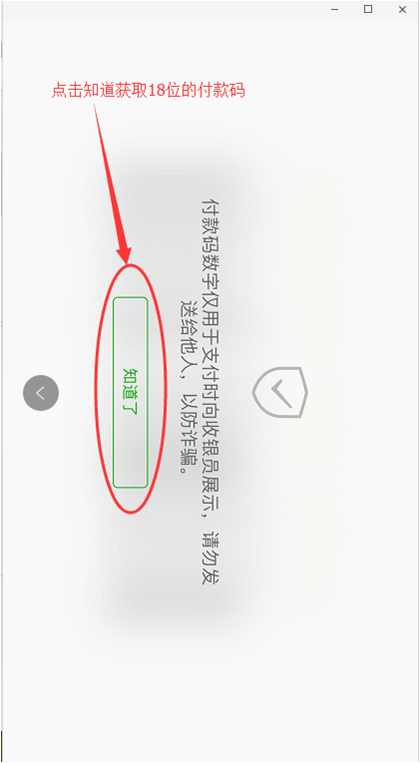 点击知道获取18位的付款码
付款码数字仅用于支付时向收银员展示，请勿发
送给他人，以防诈骗。
知道了